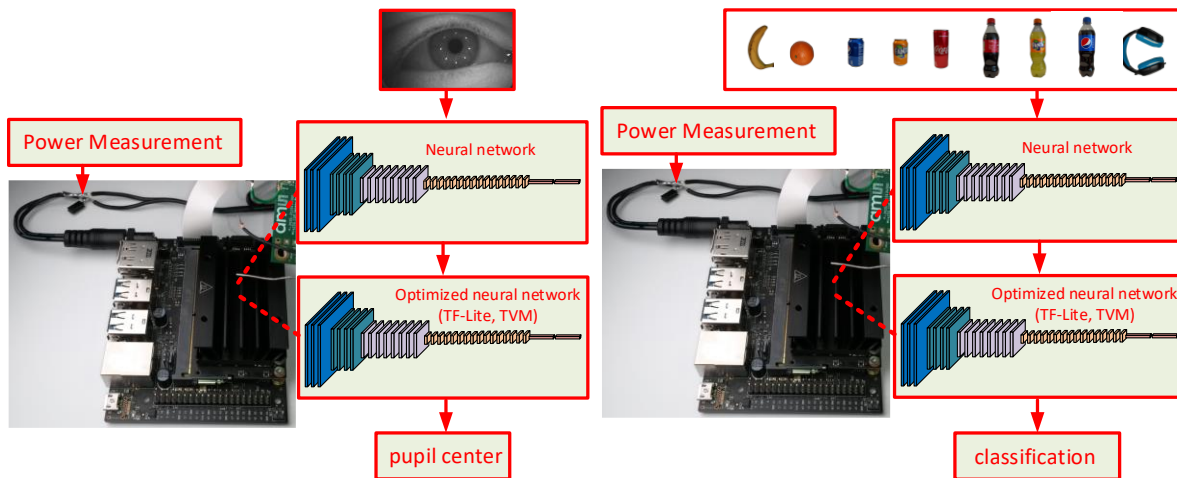 Power Measurement
Neural network
Optimized neural network
(TF-Lite, TVM)
pupil center
Power Measurement
Neural network
Optimized neural network
(TF-Lite, TVM)
classification